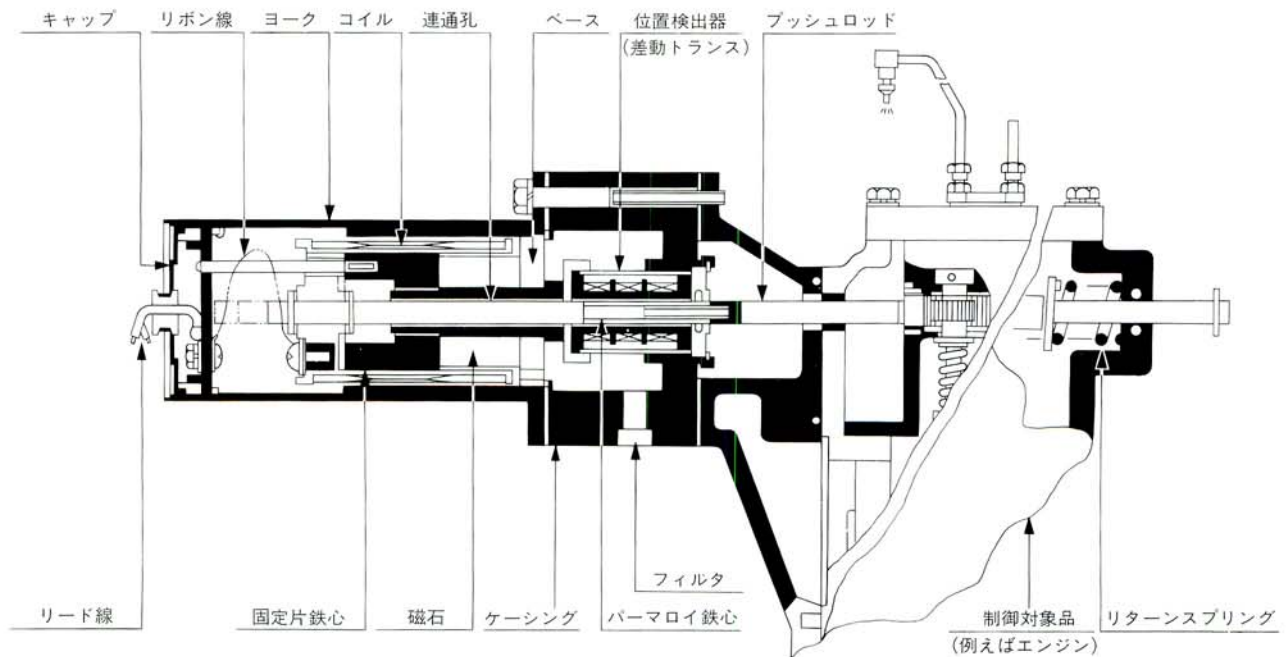 キャップ
リボン線
ヨーク
コイル
連通孔
ベース
位置検出器
(差動トランス)
プッシュロッド
リード線
固定片鉄心
磁石
ケーシング
フィルタ
パーマロイ鉄心
制御対象品
(例えばエンジン)
リターンスプリング